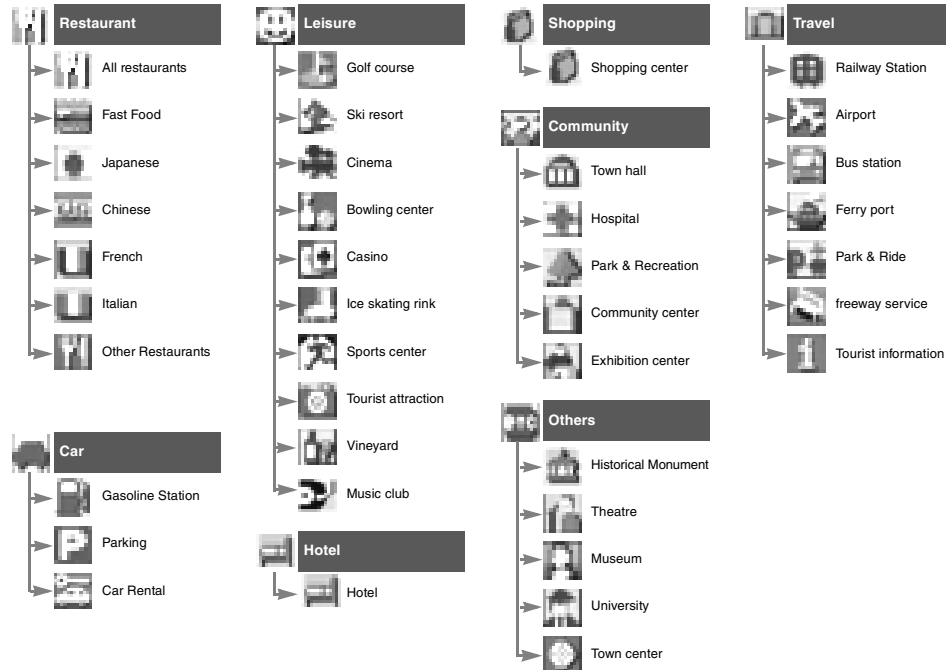 Restaurant
All restaurants
Fast Food
Japanese
Chinese
French
Italian
Other Restaurants
Car
Gasoline Station
Parking
Car Rental
Leisure
Golf course
Ski resort
Cinema
Bowling center
Casino
Ice skating rink
Sports center
Tourist attraction
Vineyard
Music club
Hotel
Hotel
Shopping
Shopping center
Community
Town hall
Hospital
Park & Recreation
Community center
Exhibition center
Others
Historical Monument
Theatre
Museum
University
Town center
Travel
Railway Station
Airport
Bus station
Ferry port
Park & Ride
freeway service
Tourist information